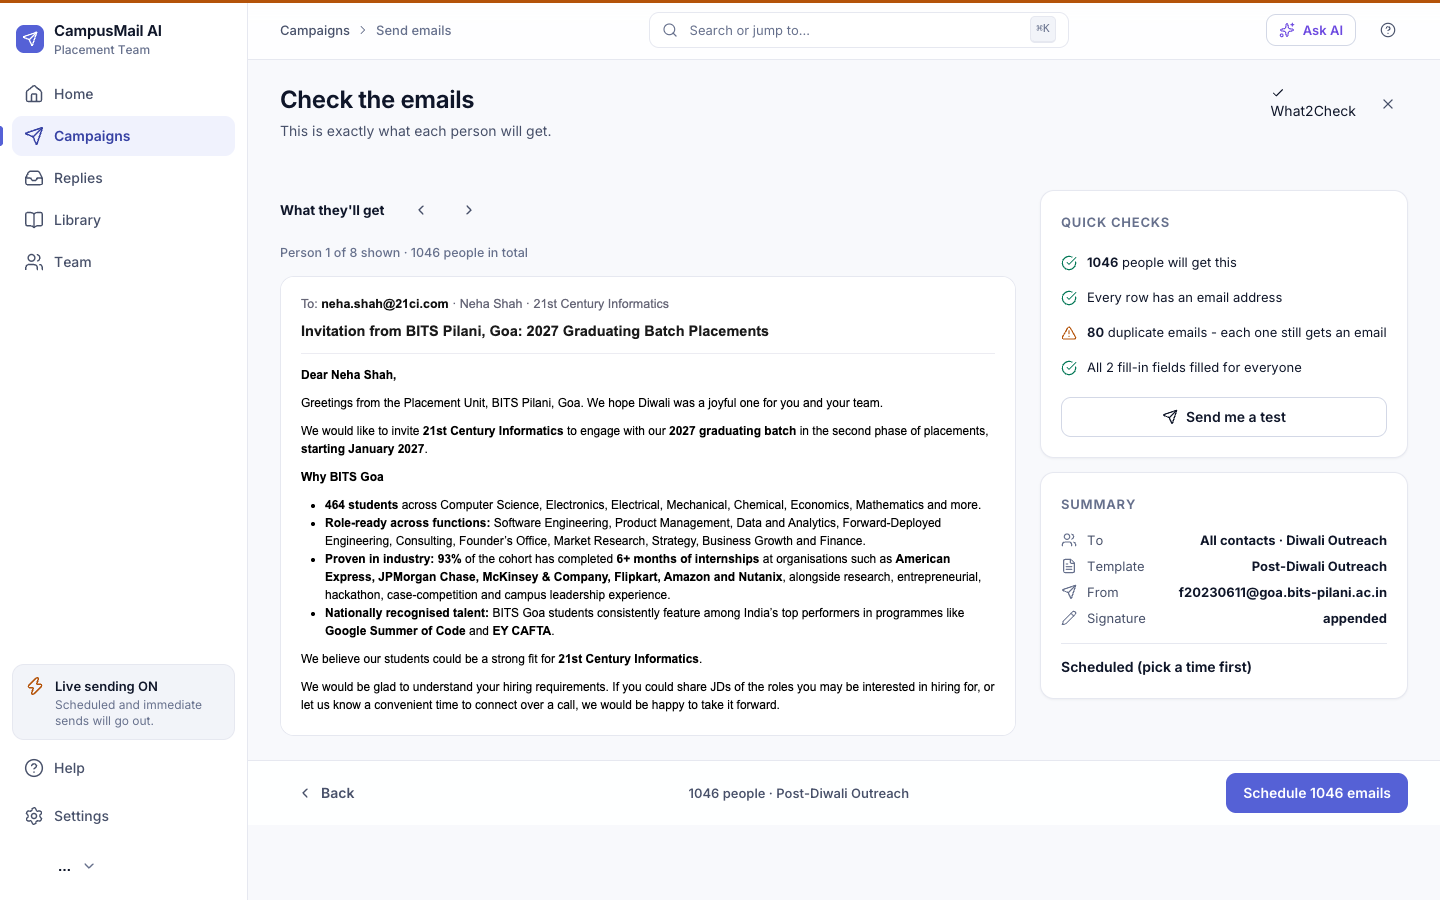 CampusMail AI
Placement Team
Home
Campaigns
Replies
Library
Team
Live sending ON
Scheduled and immediate
sends will go out.
Help
Settings
...
Campaigns > Send emails
Search or jump to...
⌘K
Ask AI
Check the emails
This is exactly what each person will get.
✓
What2Check
What they'll get
Person 1 of 8 shown · 1046 people in total
To: neha.shah@21ci.com · Neha Shah · 21st Century Informatics
Invitation from BITS Pilani, Goa: 2027 Graduating Batch Placements
Dear Neha Shah,
Greetings from the Placement Unit, BITS Pilani, Goa. We hope Diwali was a joyful one for you and your team.
We would like to invite 21st Century Informatics to engage with our 2027 graduating batch in the second phase of placements,
starting January 2027.
Why BITS Goa
• 464 students across Computer Science, Electronics, Electrical, Mechanical, Chemical, Economics, Mathematics and more.
• Role-ready across functions: Software Engineering, Product Management, Data and Analytics, Forward-Deployed
Engineering, Consulting, Founder's Office, Market Research, Strategy, Business Growth and Finance.
• Proven in industry: 93% of the cohort has completed 6+ months of internships at organisations such as American
Express, JPMorgan Chase, McKinsey & Company, Flipkart, Amazon and Nutanix, alongside research, entrepreneurial,
hackathon, case-competition and campus leadership experience.
• Nationally recognised talent: BITS Goa students consistently feature among India's top performers in programmes like
Google Summer of Code and EY CAFTA.
We believe our students could be a strong fit for 21st Century Informatics.
We would be glad to understand your hiring requirements. If you could share JDs of the roles you may be interested in hiring for, or
let us know a convenient time to connect over a call, we would be happy to take it forward.
QUICK CHECKS
1046 people will get this
Every row has an email address
80 duplicate emails - each one still gets an email
All 2 fill-in fields filled for everyone
Send me a test
SUMMARY
To All contacts · Diwali Outreach
Template Post-Diwali Outreach
From f20230611@goa.bits-pilani.ac.in
Signature appended
Scheduled (pick a time first)
Back
1046 people · Post-Diwali Outreach
Schedule 1046 emails